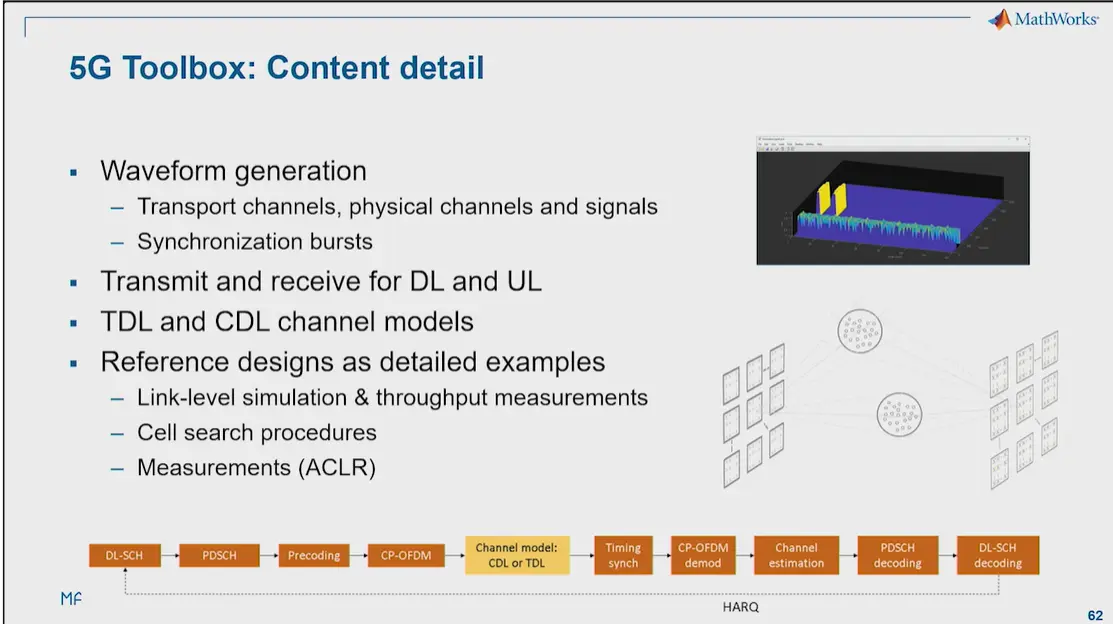 MathWorks
5G Toolbox: Content detail
Waveform generation
– Transport channels, physical channels and signals
– Synchronization bursts
Transmit and receive for DL and UL
TDL and CDL channel models
Reference designs as detailed examples
– Link-level simulation & throughput measurements
– Cell search procedures
– Measurements (ACLR)
DL-SCH
PDSCH
Precoding
CP-OFDM
Channel model:
CDL or TDL
Timing
synch
CP-OFDM
demod
Channel
estimation
PDSCH
decoding
DL-SCH
decoding
HARQ
MF
62